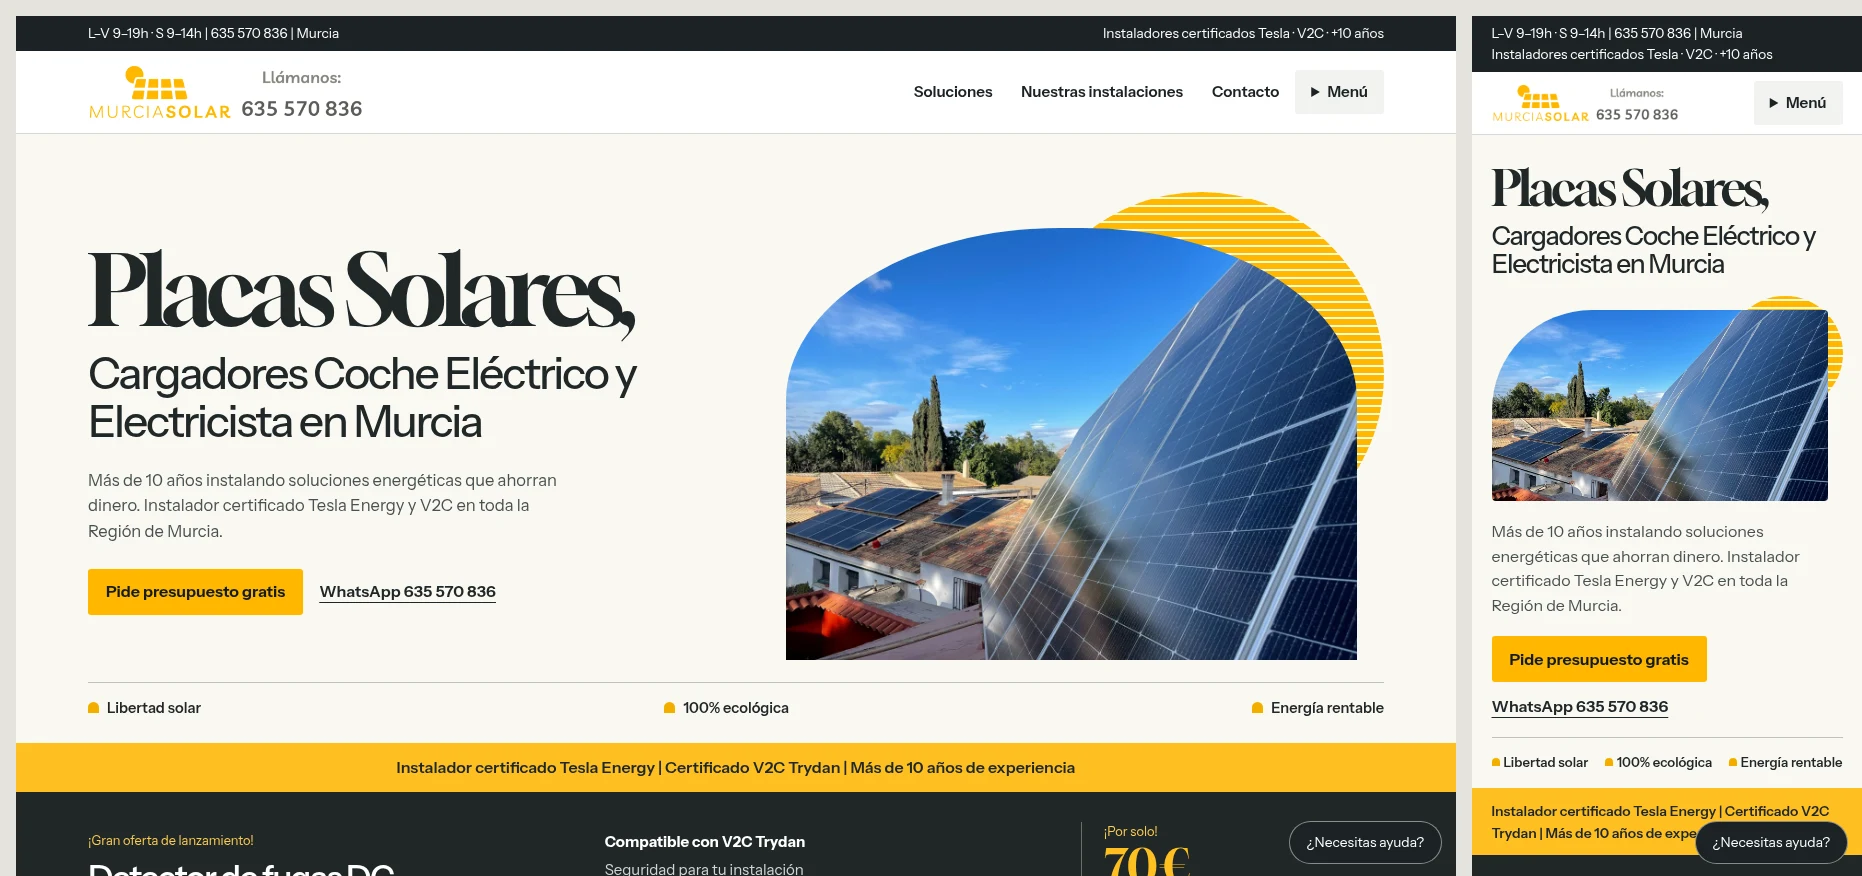 L–V 9–19h · S 9–14h | 635 570 836 | Murcia
Instaladores certificados Tesla · V2C · +10 años
MURCIASOLAR
Llámanos:
635 570 836
Soluciones
Nuestras instalaciones
Contacto
Menú
Placas Solares,
Cargadores Coche Eléctrico y
Electricista en Murcia
Más de 10 años instalando soluciones energéticas que ahorran
dinero. Instalador certificado Tesla Energy y V2C en toda la
Región de Murcia.
Pide presupuesto gratis
WhatsApp 635 570 836
Libertad solar
100% ecológica
Energía rentable
Instalador certificado Tesla Energy | Certificado V2C Trydan | Más de 10 años de experiencia
¡Gran oferta de lanzamiento!
Detector de fugas DC
Compatible con V2C Trydan
Seguridad para tu instalación
¡Por solo!
70 €
¿Necesitas ayuda?
L–V 9–19h · S 9–14h | 635 570 836 | Murcia
Instaladores certificados Tesla · V2C · +10 años
MURCIASOLAR
Llámanos:
635 570 836
Menú
Placas Solares,
Cargadores Coche Eléctrico y
Electricista en Murcia
Más de 10 años instalando soluciones
energéticas que ahorran dinero. Instalador
certificado Tesla Energy y V2C en toda la
Región de Murcia.
Pide presupuesto gratis
WhatsApp 635 570 836
Libertad solar
100% ecológica
Energía rentable
Instalador certificado Tesla Energy | Certificado V2C
Trydan | Más de 10 años de expe
¿Necesitas ayuda?